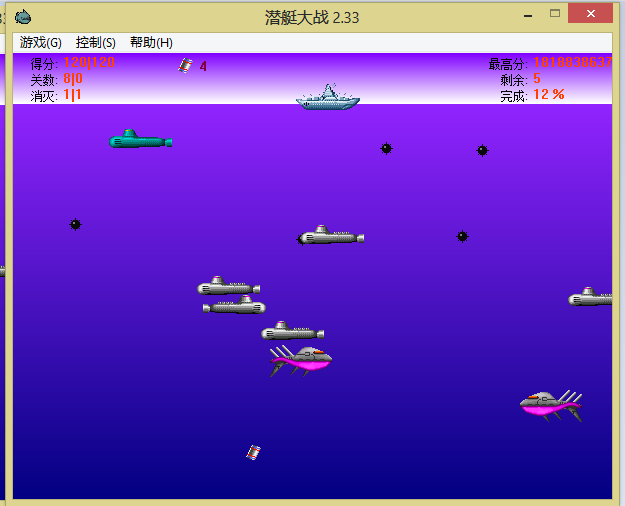 潜艇大战 2.33
游戏(G) 控制(S) 帮助(H)
得分: 120|120
4
最高分:
关数: 8|0
剩余: 5
消灭: 1|1
完成: 12 %